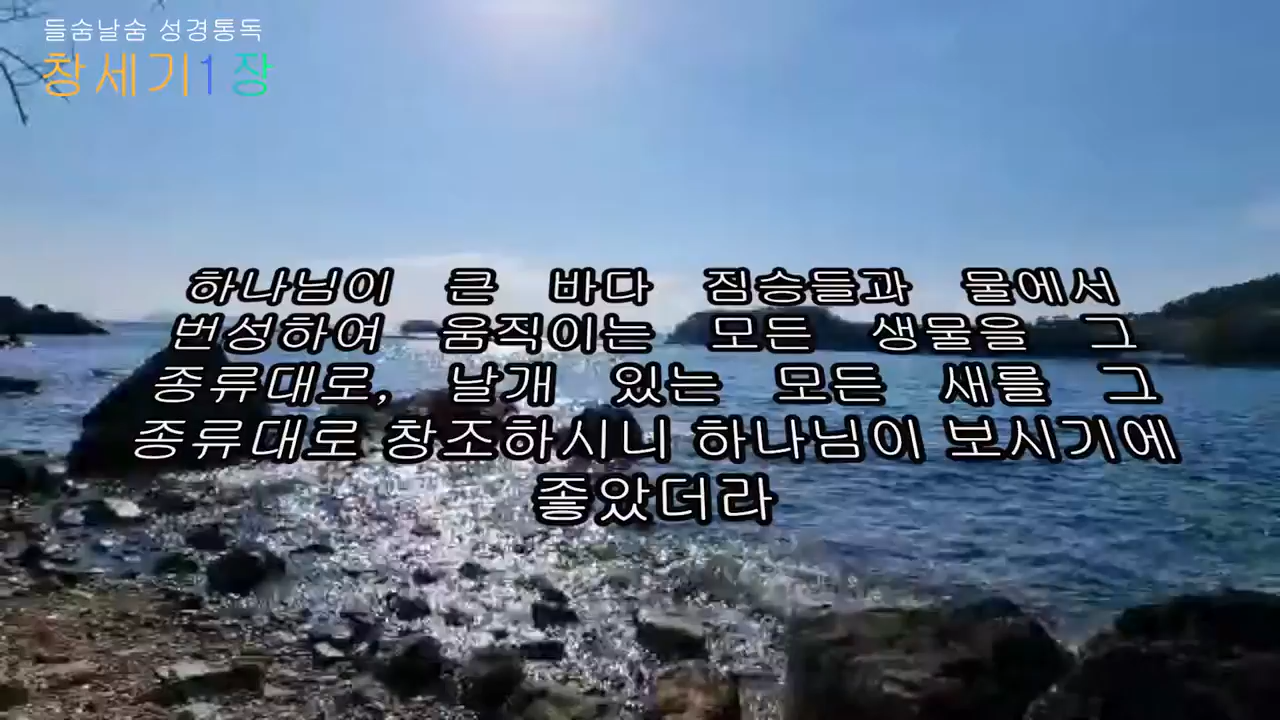 들숨날숨 성경통독
창세기1장
하나님이 큰 바다 짐승들과 물에서
번성하여 움직이는 모든 생물을 그
종류대로, 날개 있는 모든 새를 그
종류대로 창조하시니 하나님이 보시기에
좋았더라